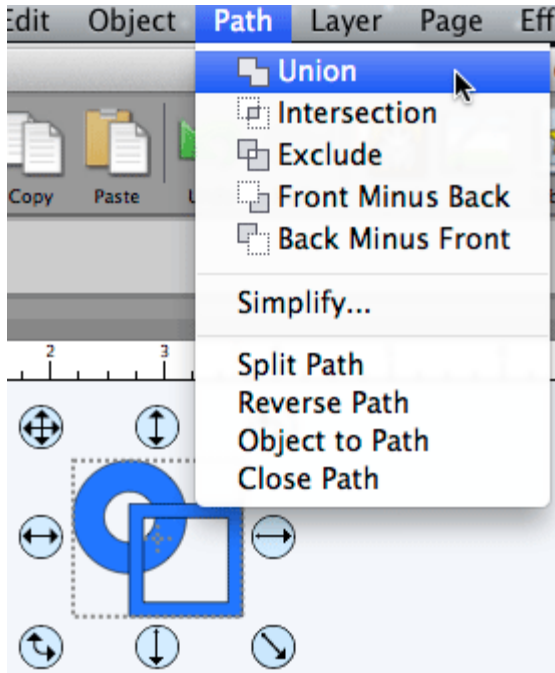 Edit Object Path Layer Page Eff
Union
Intersection
Exclude
Front Minus Back
Back Minus Front
Copy Paste
Simplify...
2 3
Split Path
Reverse Path
Object to Path
Close Path